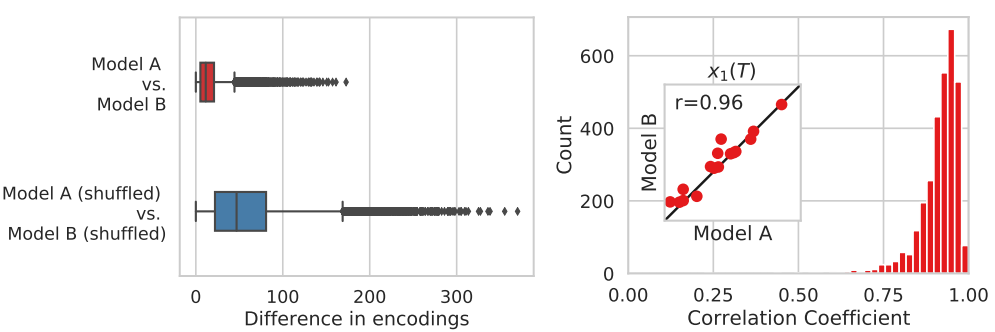 Model A
vs.
Model B
Model A (shuffled)
vs.
Model B (shuffled)
0 100 200 300
Difference in encodings
Count
600
400
200
0
x₁(T)
r=0.96
Model B
Model A
0.00 0.25 0.50 0.75 1.00
Correlation Coefficient